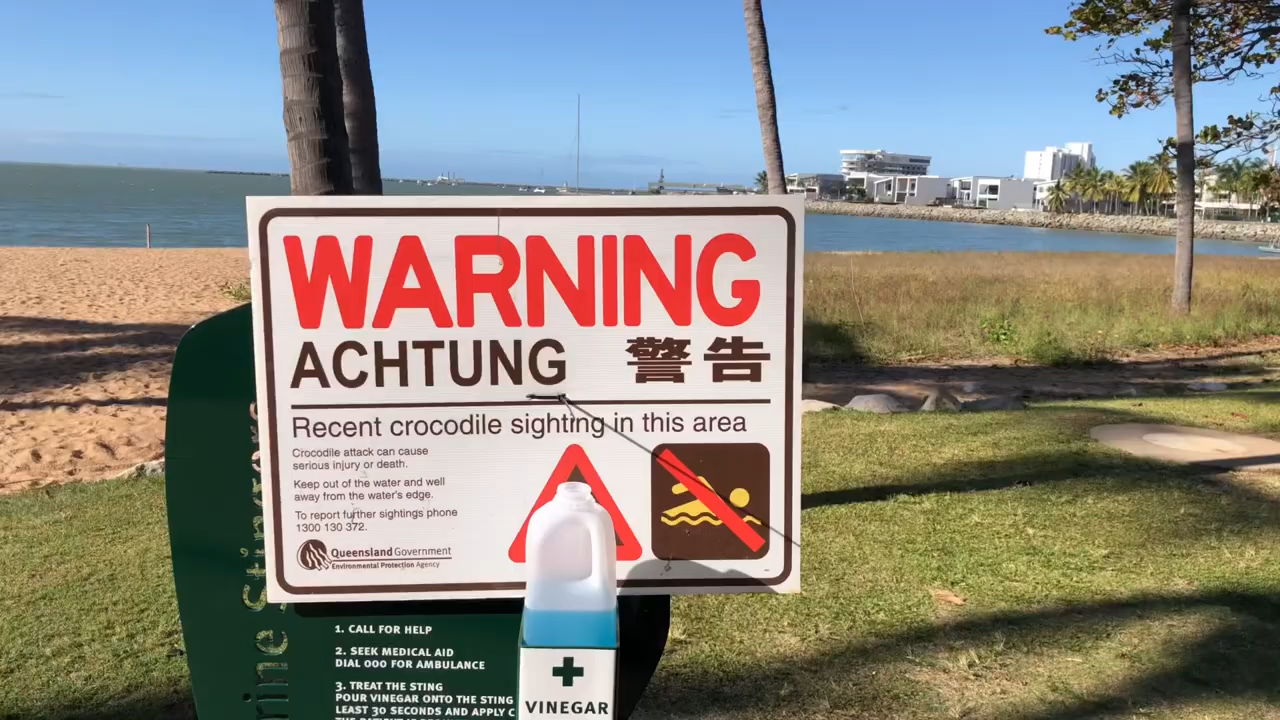 WARNING
ACHTUNG 警告
Recent crocodile sighting in this area
Crocodile attack can cause
serious injury or death.
Keep out of the water and well
away from the water's edge.
To report further sightings phone
1300 130 372.
Queensland Government
Environmental Protection Agency
1. CALL FOR HELP
2. SEEK MEDICAL AID
DIAL 000 FOR AMBULANCE
3. TREAT THE STING
POUR VINEGAR ONTO THE STING
LEAST 30 SECONDS AND APPLY C
VINEGAR